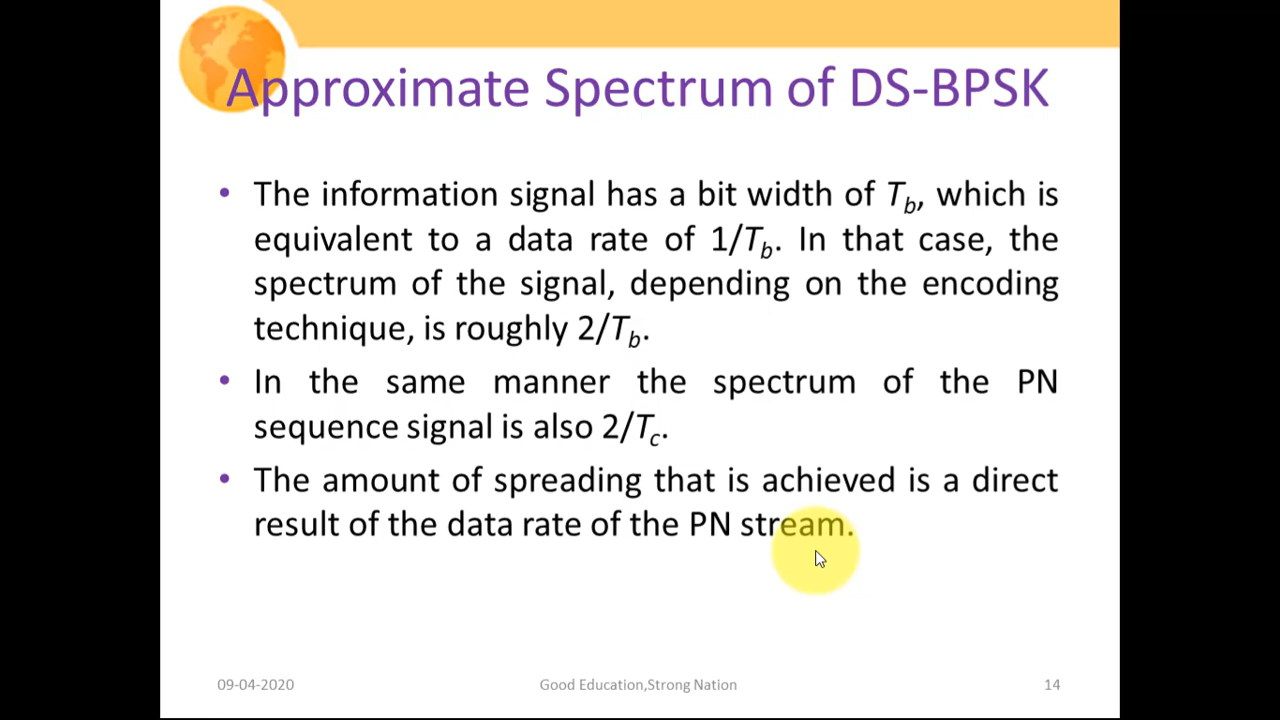 Approximate Spectrum of DS-BPSK
• The information signal has a bit width of Tb, which is
equivalent to a data rate of 1/Tb. In that case, the
spectrum of the signal, depending on the encoding
technique, is roughly 2/Tb.
• In the same manner the spectrum of the PN
sequence signal is also 2/Tc.
• The amount of spreading that is achieved is a direct
result of the data rate of the PN stream.
09-04-2020 Good Education,Strong Nation 14